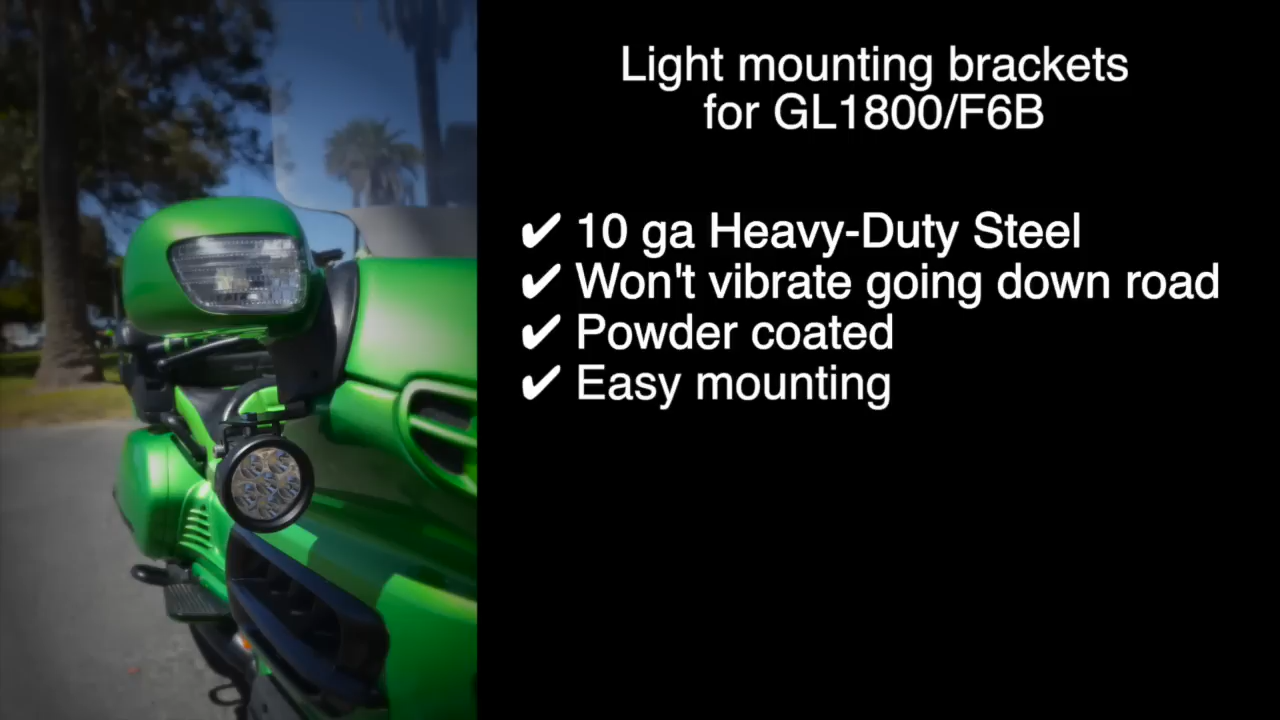 Light mounting brackets
for GL1800/F6B
✔ 10 ga Heavy-Duty Steel
✔ Won't vibrate going down road
✔ Powder coated
✔ Easy mounting